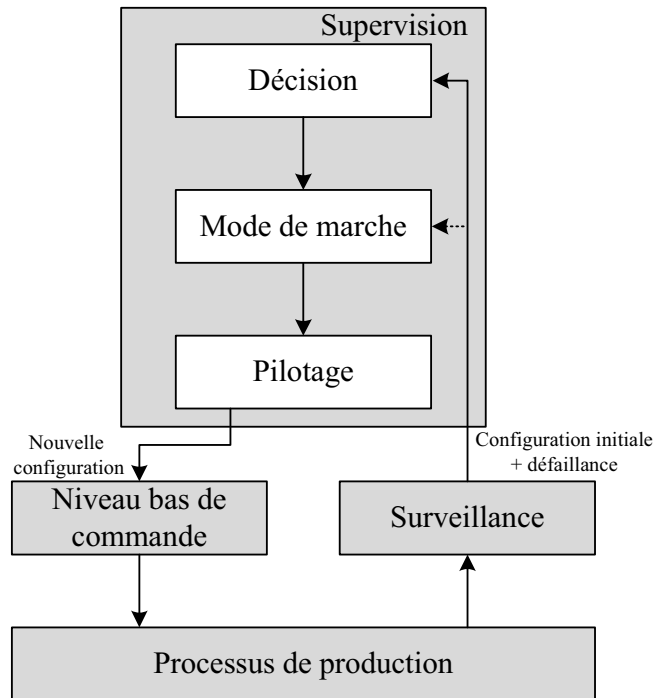 Supervision
Décision
Mode de marche
Pilotage
Nouvelle
configuration
Configuration initiale
+ défaillance
Niveau bas de
commande
Surveillance
Processus de production